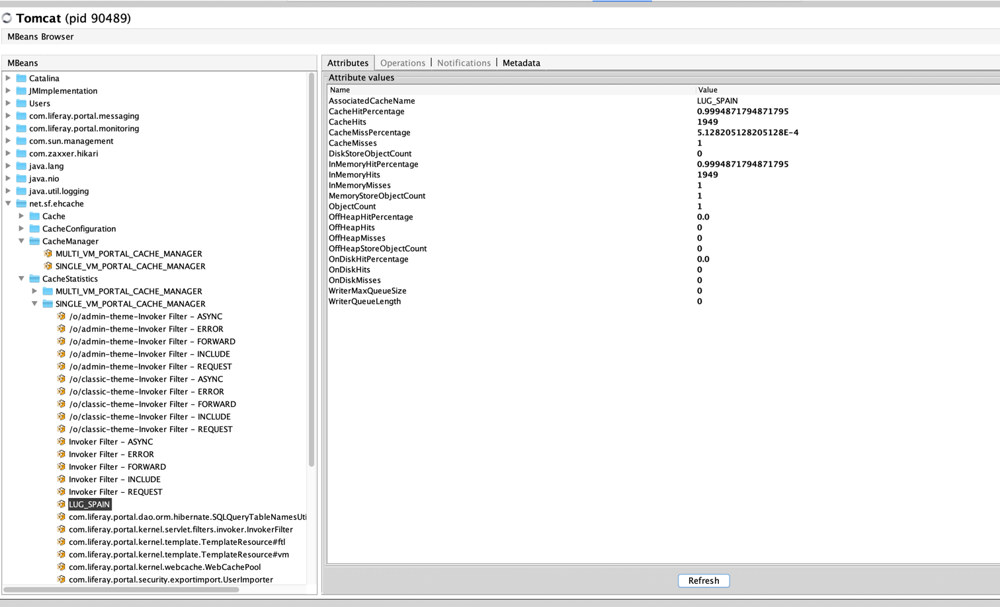 Tomcat (pid 90489)
MBeans Browser
MBeans
Catalina
JMImplementation
Users
com.liferay.portal.messaging
com.liferay.portal.monitoring
com.sun.management
com.zaxxer.hikari
java.lang
java.nio
java.util.logging
net.sf.ehcache
Cache
CacheConfiguration
CacheManager
MULTI_VM_PORTAL_CACHE_MANAGER
SINGLE_VM_PORTAL_CACHE_MANAGER
CacheStatistics
MULTI_VM_PORTAL_CACHE_MANAGER
SINGLE_VM_PORTAL_CACHE_MANAGER
/o/admin-theme-Invoker Filter - ASYNC
/o/admin-theme-Invoker Filter - ERROR
/o/admin-theme-Invoker Filter - FORWARD
/o/admin-theme-Invoker Filter - INCLUDE
/o/admin-theme-Invoker Filter - REQUEST
/o/classic-theme-Invoker Filter - ASYNC
/o/classic-theme-Invoker Filter - ERROR
/o/classic-theme-Invoker Filter - FORWARD
/o/classic-theme-Invoker Filter - INCLUDE
/o/classic-theme-Invoker Filter - REQUEST
Invoker Filter - ASYNC
Invoker Filter - ERROR
Invoker Filter - FORWARD
Invoker Filter - INCLUDE
Invoker Filter - REQUEST
LUG_SPAIN
com.liferay.portal.dao.orm.hibernate.SQLQueryTableNamesUti
com.liferay.portal.kernel.servlet.filters.invoker.InvokerFilter
com.liferay.portal.kernel.template.TemplateResource#ftl
com.liferay.portal.kernel.template.TemplateResource#vm
com.liferay.portal.kernel.webcache.WebCachePool
com.liferay.portal.security.exportimport.UserImporter
Attributes Operations | Notifications | Metadata
Attribute values
Name Value
AssociatedCacheName LUG_SPAIN
CacheHitPercentage 0.9994871794871795
CacheHits 1949
CacheMissPercentage 5.128205128205128E-4
CacheMisses 1
DiskStoreObjectCount 0
InMemoryHitPercentage 0.9994871794871795
InMemoryHits 1949
InMemoryMisses 1
MemoryStoreObjectCount 1
ObjectCount 1
OffHeapHitPercentage 0.0
OffHeapHits 0
OffHeapMisses 0
OffHeapStoreObjectCount 0
OnDiskHitPercentage 0.0
OnDiskHits 0
OnDiskMisses 0
WriterMaxQueueSize 0
WriterQueueLength 0
Refresh